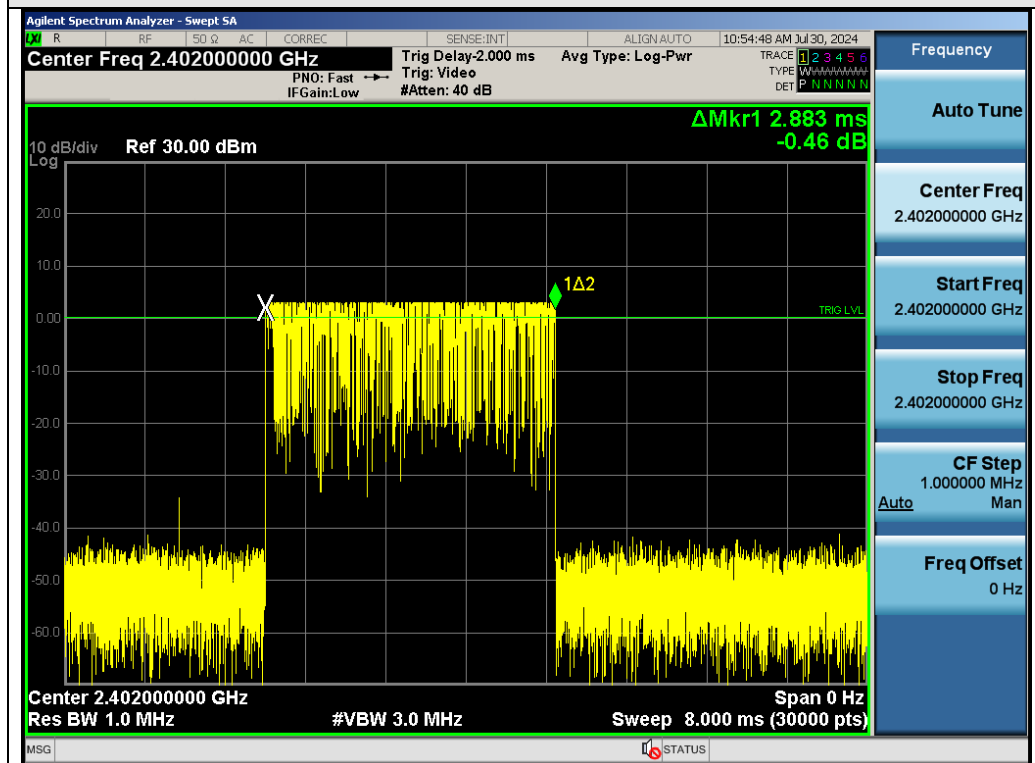 Agilent Spectrum Analyzer - Swept SA
LXI R RF 50 Ω AC CORREC SENSE:INT ALIGN AUTO 10:54:48 AM Jul 30, 2024
Center Freq 2.402000000 GHz
PNO: Fast
IFGain:Low
Trig Delay-2.000 ms
Trig: Video
#Atten: 40 dB
Avg Type: Log-Pwr
TRACE 1 2 3 4 5 6
TYPE WWWWWW
DET P N N N N N
ΔMkr1 2.883 ms
-0.46 dB
10 dB/div Ref 30.00 dBm
Log
20.0
10.0
0.00
-10.0
-20.0
-30.0
-40.0
-50.0
-60.0
X
1Δ2
TRIG LVL
Center 2.402000000 GHz Span 0 Hz
Res BW 1.0 MHz #VBW 3.0 MHz Sweep 8.000 ms (30000 pts)
MSG STATUS
Frequency
Auto Tune
Center Freq
2.402000000 GHz
Start Freq
2.402000000 GHz
Stop Freq
2.402000000 GHz
CF Step
1.000000 MHz
Auto Man
Freq Offset
0 Hz